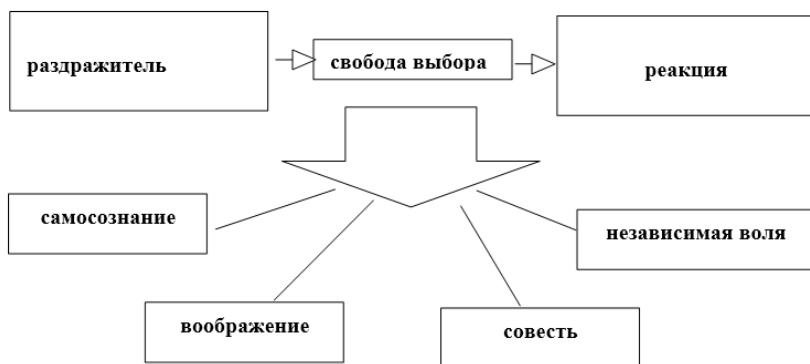 раздражитель
свобода выбора
реакция
самосознание
независимая воля
воображение
совесть